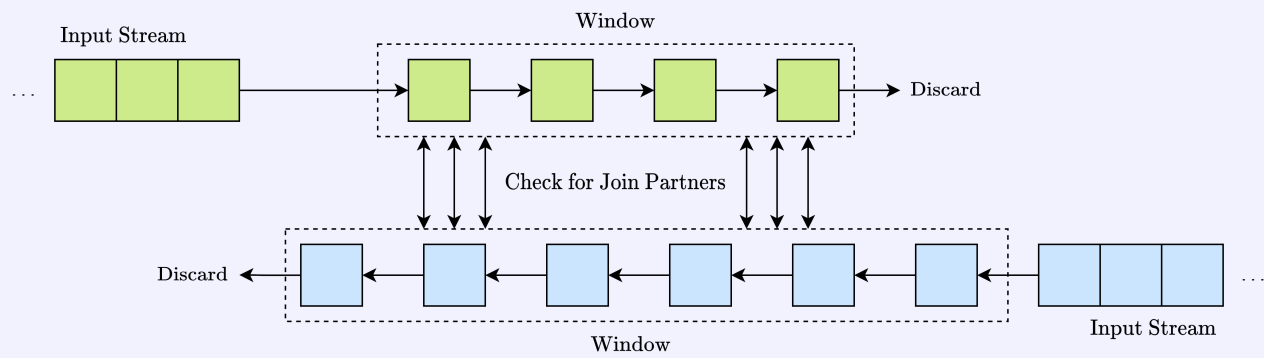 Window
Input Stream
...
Discard
Check for Join Partners
Discard
...
Input Stream
Window